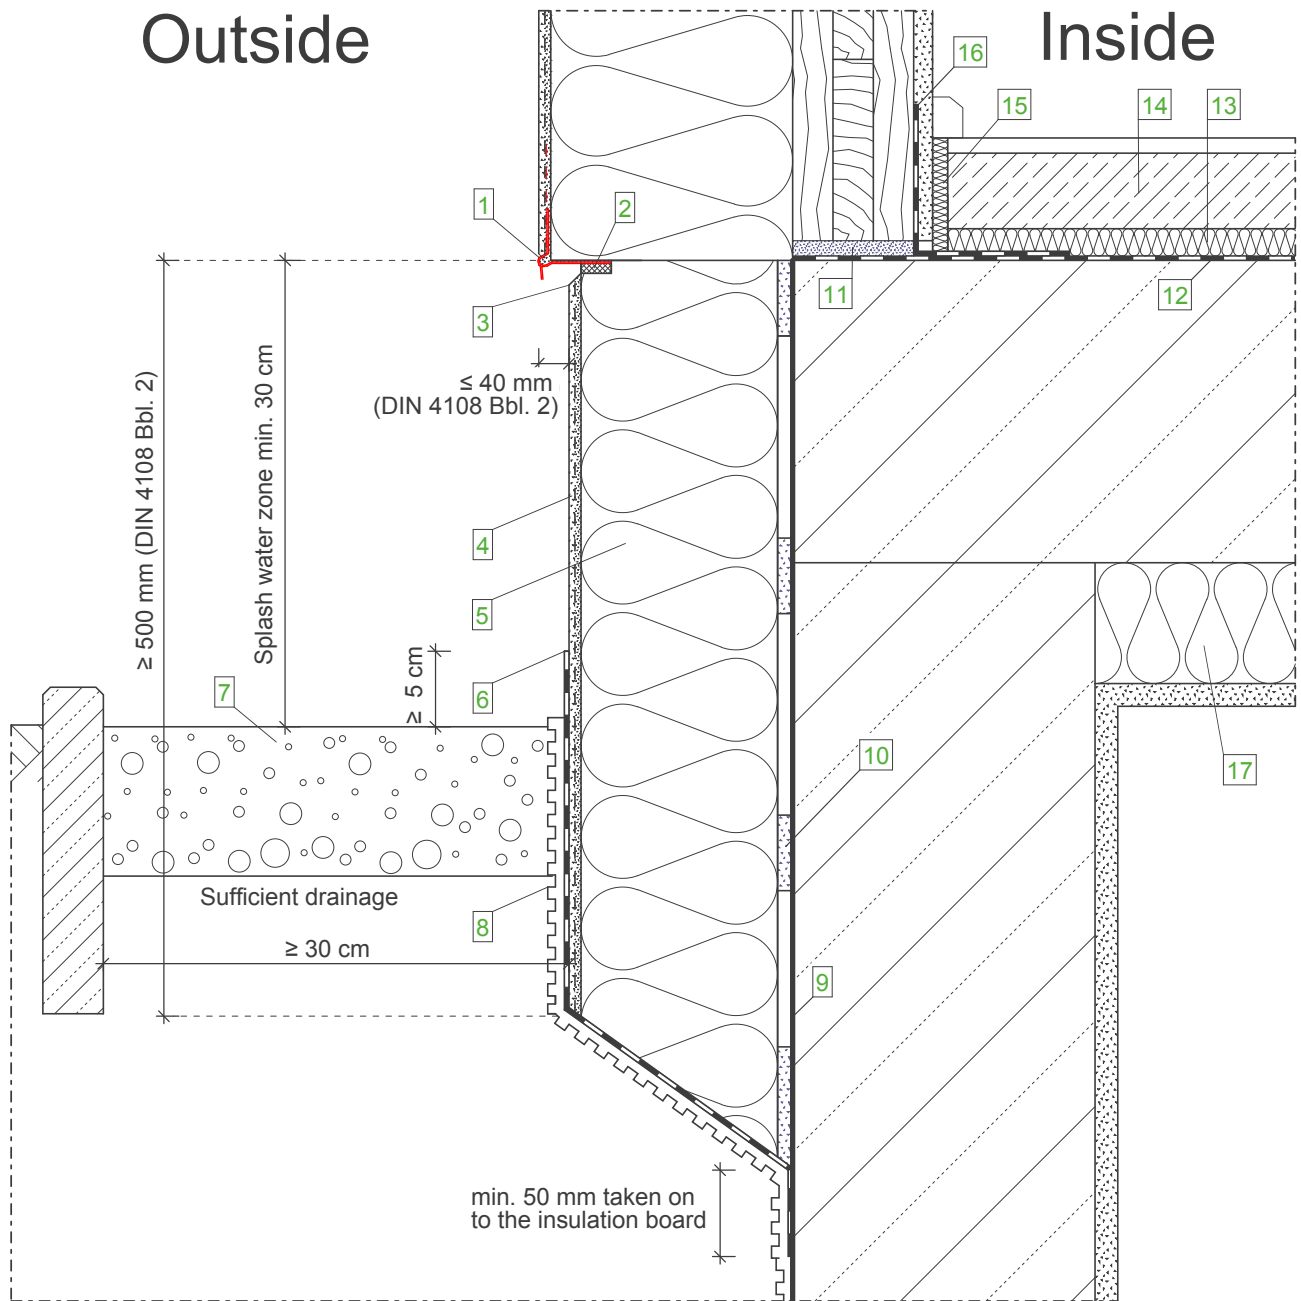 Outside
Inside
16
15
14
13
1
2
3
11
12
≤ 40 mm
(DIN 4108 Bbl. 2)
≥ 500 mm (DIN 4108 Bbl. 2)
Splash water zone min. 30 cm
4
5
≥ 5 cm
6
7
10
17
Sufficient drainage
8
≥ 30 cm
9
min. 50 mm taken on
to the insulation board